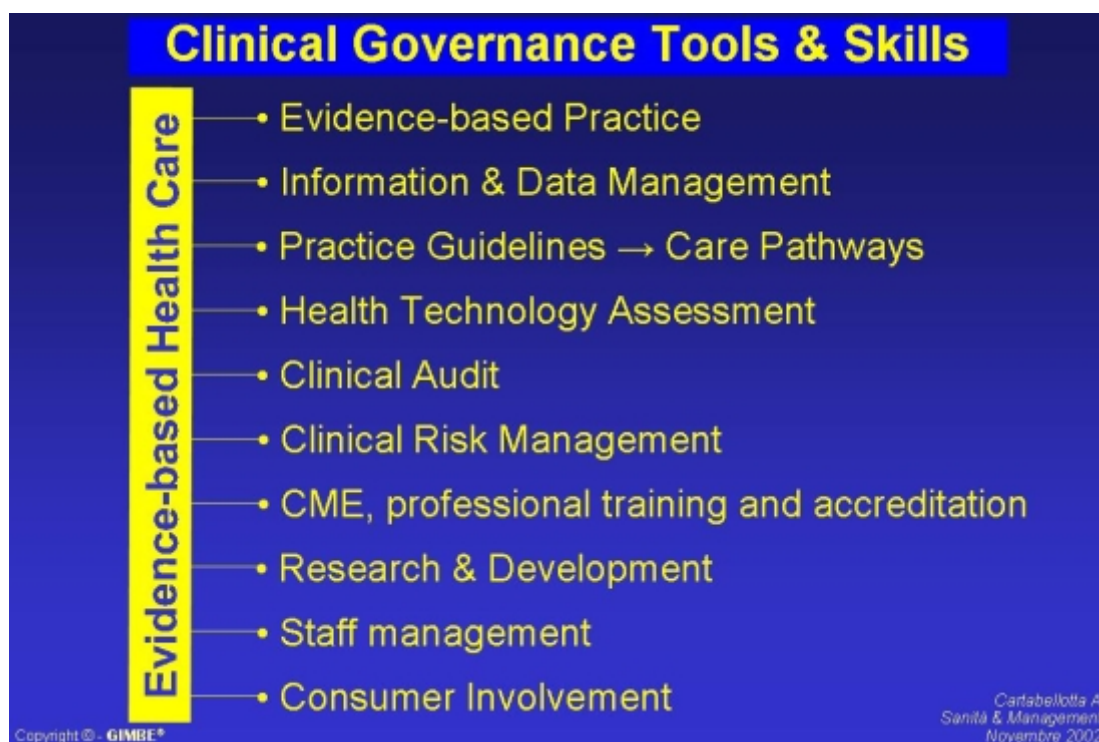 Clinical Governance Tools & Skills
Evidence-based Health Care
• Evidence-based Practice
• Information & Data Management
• Practice Guidelines → Care Pathways
• Health Technology Assessment
• Clinical Audit
• Clinical Risk Management
• CME, professional training and accreditation
• Research & Development
• Staff management
• Consumer Involvement
Cartabellotta A
Sanità & Management
Novembre 2002
Copyright © - GIMBE®